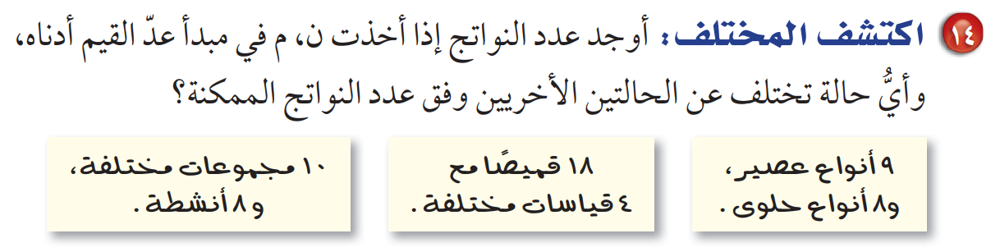 ١٤ اكتشف المختلف: أوجد عدد النواتج إذا أخذت ن، م في مبدأ عدّ القيم أدناه،
وأيُّ حالة تختلف عن الحالتين الأخريين وفق عدد النواتج الممكنة؟
٩ أنواع عصير،
و٨ أنواع حلوى.
١٨ قميصًا مع
٤ قياسات مختلفة.
١٠ مجموعات مختلفة،
و ٨ أنشطة.